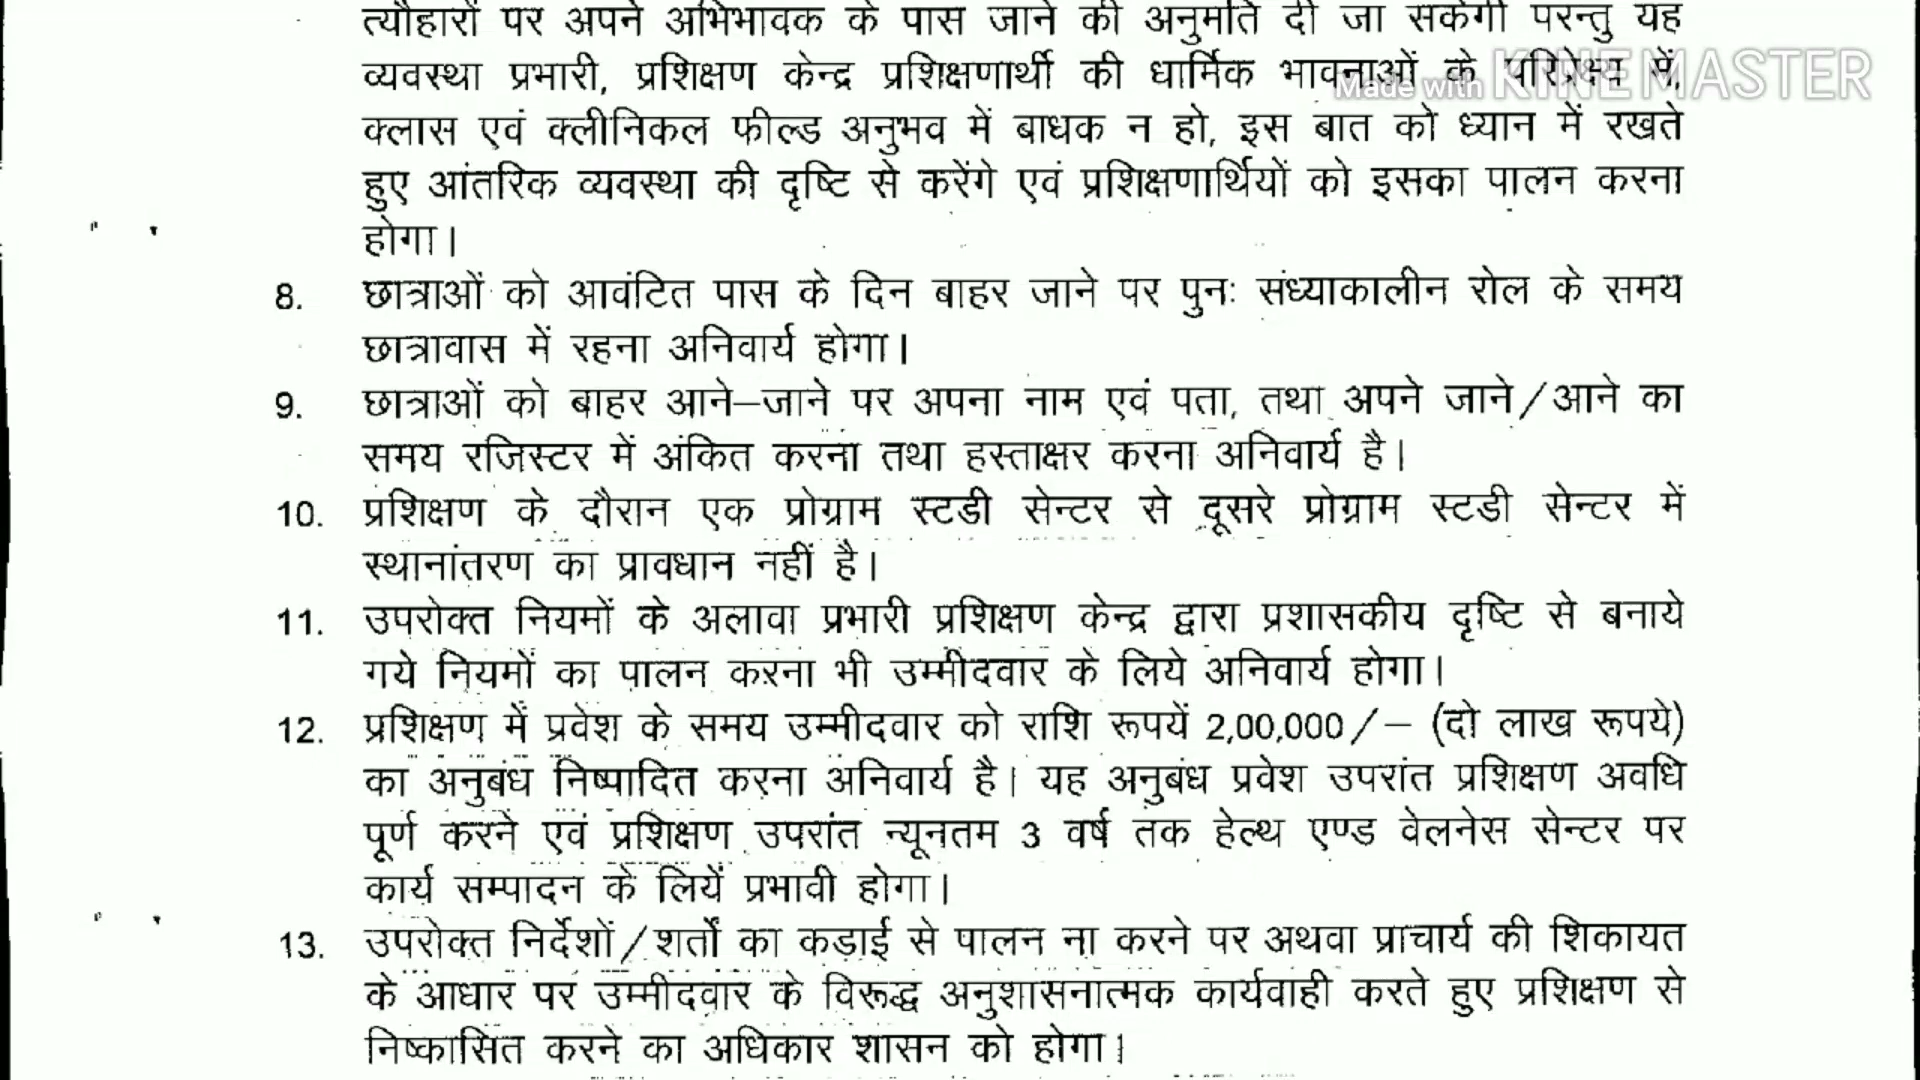 त्यौहारों पर अपने अभिभावक के पास जाने की अनुमति दी जा सकेगी परन्तु यह
व्यवस्था प्रभारी, प्रशिक्षण केन्द्र प्रशिक्षणार्थी की धार्मिक भावनाओं के परिप्रेक्ष्य में,
Made with KINEMASTER
क्लास एवं क्लीनिकल फील्ड अनुभव में बाधक न हो, इस बात को ध्यान में रखते
हुए आंतरिक व्यवस्था की दृष्टि से करेंगे एवं प्रशिक्षणार्थियों को इसका पालन करना
होगा।
8. छात्राओं को आवंटित पास के दिन बाहर जाने पर पुनः संध्याकालीन रोल के समय
छात्रावास में रहना अनिवार्य होगा।
9. छात्राओं को बाहर आने–जाने पर अपना नाम एवं पता, तथा अपने जाने/आने का
समय रजिस्टर में अंकित करना तथा हस्ताक्षर करना अनिवार्य है।
10. प्रशिक्षण के दौरान एक प्रोग्राम स्टडी सेन्टर से दूसरे प्रोग्राम स्टडी सेन्टर में
स्थानांतरण का प्रावधान नहीं है।
11. उपरोक्त नियमों के अलावा प्रभारी प्रशिक्षण केन्द्र द्वारा प्रशासकीय दृष्टि से बनाये
गये नियमों का पालन करना भी उम्मीदवार के लिये अनिवार्य होगा।
12. प्रशिक्षण में प्रवेश के समय उम्मीदवार को राशि रूपयें 2,00,000/– (दो लाख रूपये)
का अनुबंध निष्पादित करना अनिवार्य है। यह अनुबंध प्रवेश उपरांत प्रशिक्षण अवधि
पूर्ण करने एवं प्रशिक्षण उपरांत न्यूनतम 3 वर्ष तक हेल्थ एण्ड वेलनेस सेन्टर पर
कार्य सम्पादन के लियें प्रभावी होगा।
13. उपरोक्त निर्देशों/शर्तों का कडाई से पालन ना करने पर अथवा प्राचार्य की शिकायत
के आधार पर उम्मीदवार के विरूद्ध अनुशासनात्मक कार्यवाही करते हुए प्रशिक्षण से
निष्कासित करने का अधिकार शासन को होगा।